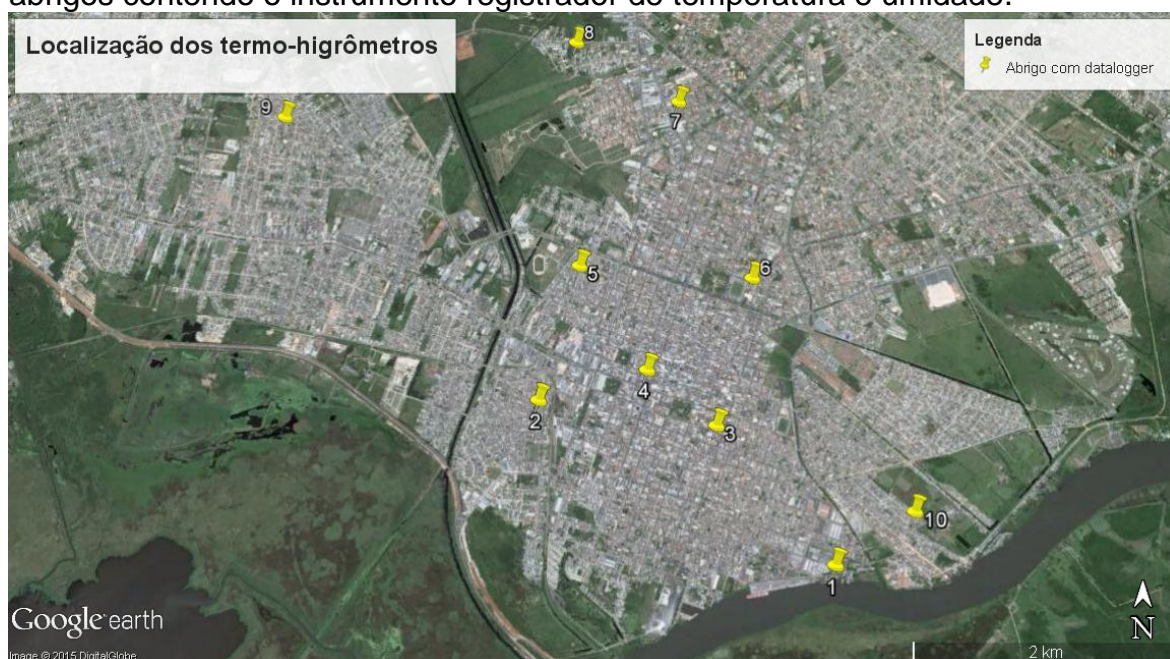 abrigos contendo o instrumento registrador de temperatura e umidade.
Localização dos termo-higrômetros
Legenda
Abrigo com datalogger
8
9
7
5
6
4
2
3
10
1
Google earth
N
Image © 2015 DigitalGlobe
2 km